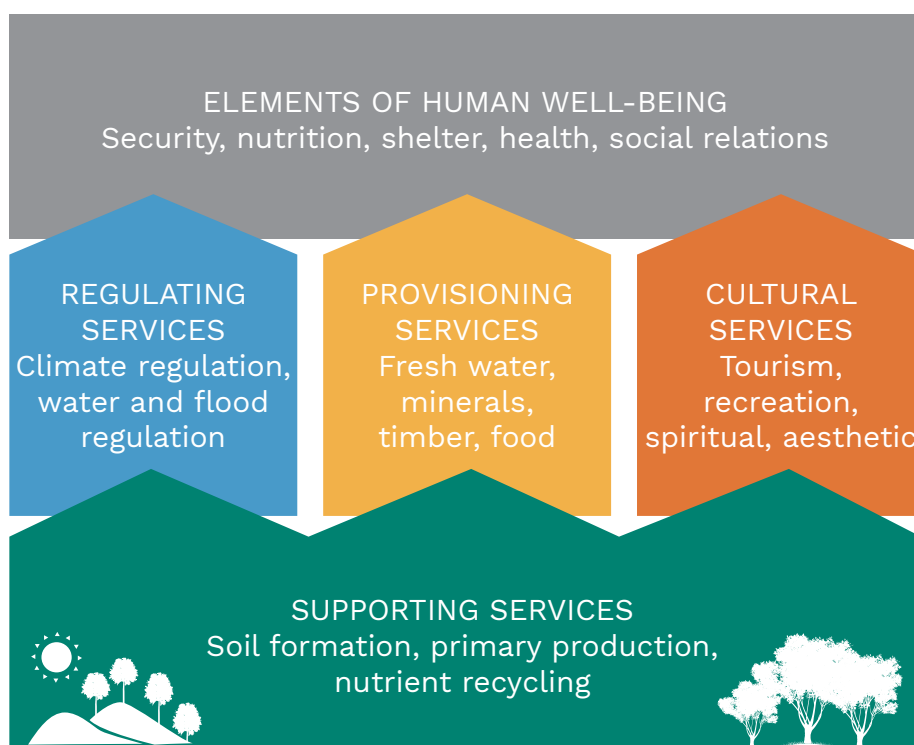 ELEMENTS OF HUMAN WELL-BEING
Security, nutrition, shelter, health, social relations
REGULATING
SERVICES
Climate regulation,
water and flood
regulation
PROVISIONING
SERVICES
Fresh water,
minerals,
timber, food
CULTURAL
SERVICES
Tourism,
recreation,
spiritual, aesthetic
SUPPORTING SERVICES
Soil formation, primary production,
nutrient recycling